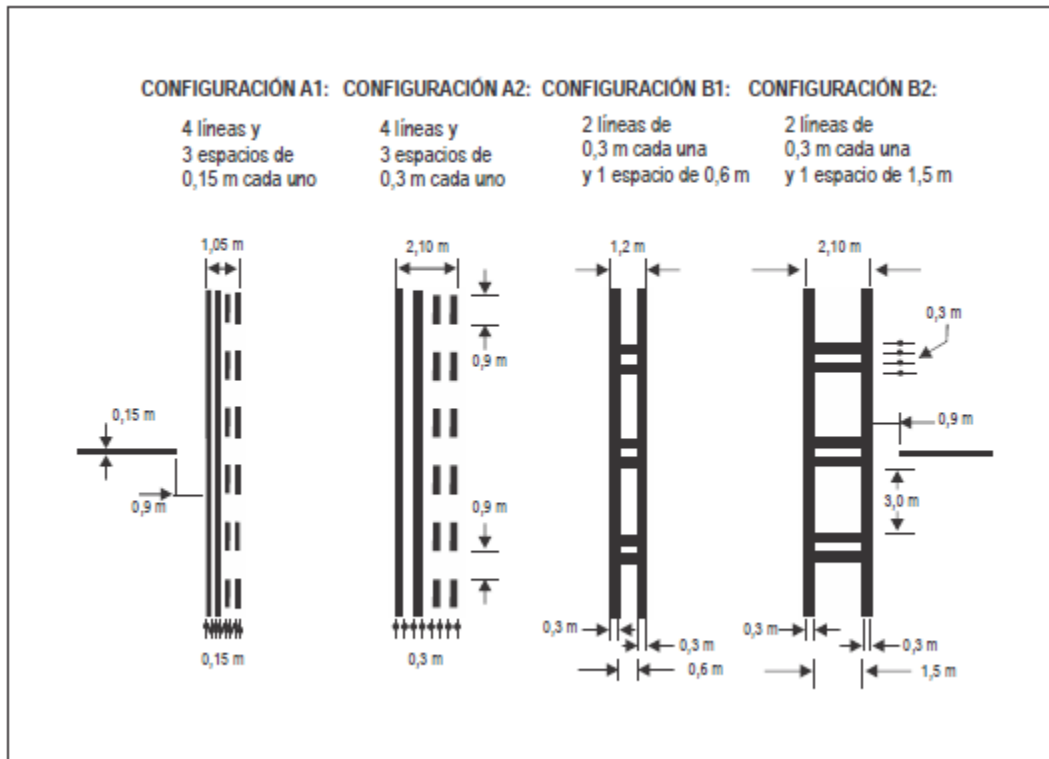 CONFIGURACIÓN A1:
4 líneas y
3 espacios de
0,15 m cada uno
CONFIGURACIÓN A2:
4 líneas y
3 espacios de
0,3 m cada uno
CONFIGURACIÓN B1:
2 líneas de
0,3 m cada una
y 1 espacio de 0,6 m
CONFIGURACIÓN B2:
2 líneas de
0,3 m cada una
y 1 espacio de 1,5 m
1,05 m
2,10 m
1,2 m
2,10 m
0,3 m
0,9 m
0,15 m
0,9 m
0,9 m
0,9 m
3,0 m
0,3 m
0,3 m
0,3 m
0,3 m
0,15 m
0,3 m
0,6 m
1,5 m